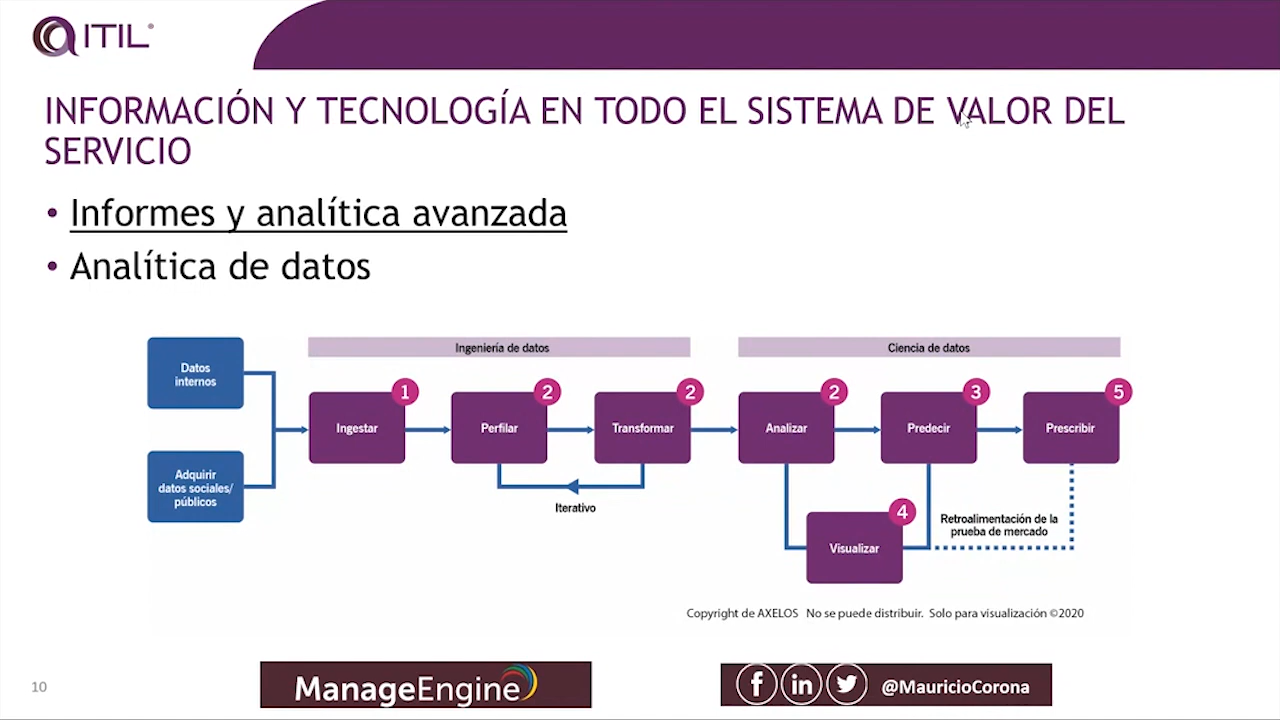 ITIL®
INFORMACIÓN Y TECNOLOGÍA EN TODO EL SISTEMA DE VALOR DEL
SERVICIO
• Informes y analítica avanzada
• Analítica de datos
Datos
internos
Adquirir
datos sociales/
públicos
Ingeniería de datos
Ciencia de datos
1
Ingestar
2
Perfilar
2
Transformar
2
Analizar
3
Predecir
5
Prescribir
Iterativo
4
Visualizar
Retroalimentación de la
prueba de mercado
Copyright de AXELOS No se puede distribuir. Solo para visualización ©2020
10
ManageEngine
f in @MauricioCorona